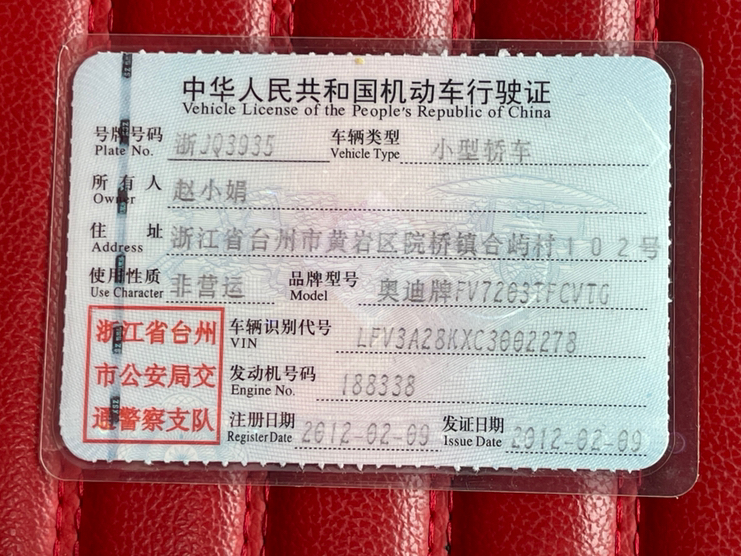 中华人民共和国机动车行驶证
Vehicle License of the People's Republic of China
号牌号码 浙JQ3935 车辆类型 小型轿车
Plate No. Vehicle Type
所有人 赵小娟
Owner
住址 浙江省台州市黄岩区院桥镇合屿村102号
Address
使用性质 非营运 品牌型号 奥迪牌FV7203TFCVTG
Use Character Model
车辆识别代号 LFV3A28KXC3002278
VIN
发动机号码 188338
Engine No.
注册日期 2012-02-09 发证日期 2012-02-09
Register Date Issue Date
浙江省台州
市公安局交
通警察支队